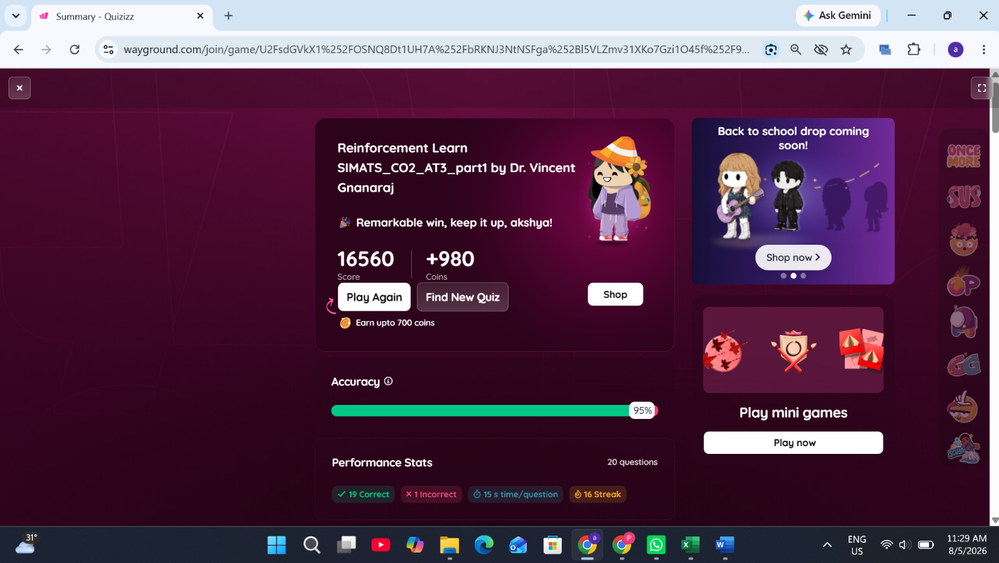 Summary - Quizizz
Ask Gemini
wayground.com/join/game/U2FsdGVkX1%252FOSNQ8Dt1UH7A%252FbRKNJ3NtNSFga%252Bl5VLZmv31XKo7Gzi1O45f%252F9...
a
Reinforcement Learn
SIMATS_CO2_AT3_part1 by Dr. Vincent
Gnanaraj
Remarkable win, keep it up, akshya!
16560
Score
+980
Coins
Play Again
Find New Quiz
Shop
Earn upto 700 coins
Accuracy
95%
Performance Stats
20 questions
19 Correct
1 Incorrect
15 s time/question
16 Streak
Back to school drop coming
soon!
Shop now
Play mini games
Play now
ONCE
MORE
SUS
OP
GG
SCUBA
31°
a
P
ENG
US
11:29 AM
8/5/2026